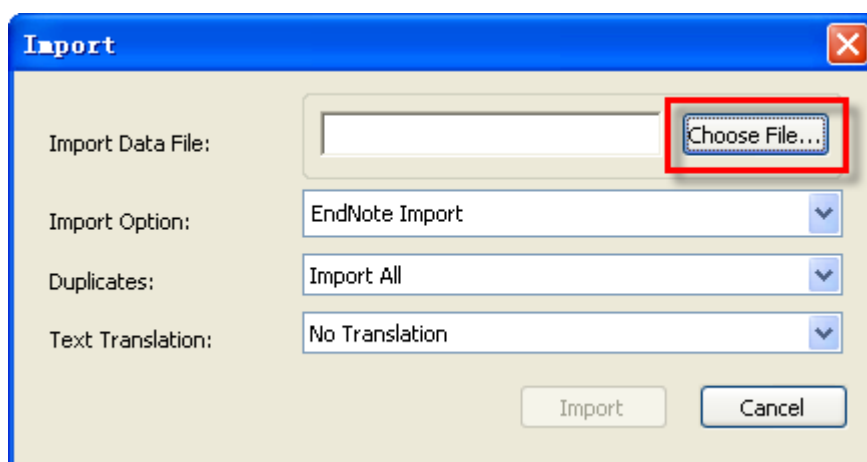 Import
Import Data File:
Choose File...
Import Option:
EndNote Import
Duplicates:
Import All
Text Translation:
No Translation
Import
Cancel